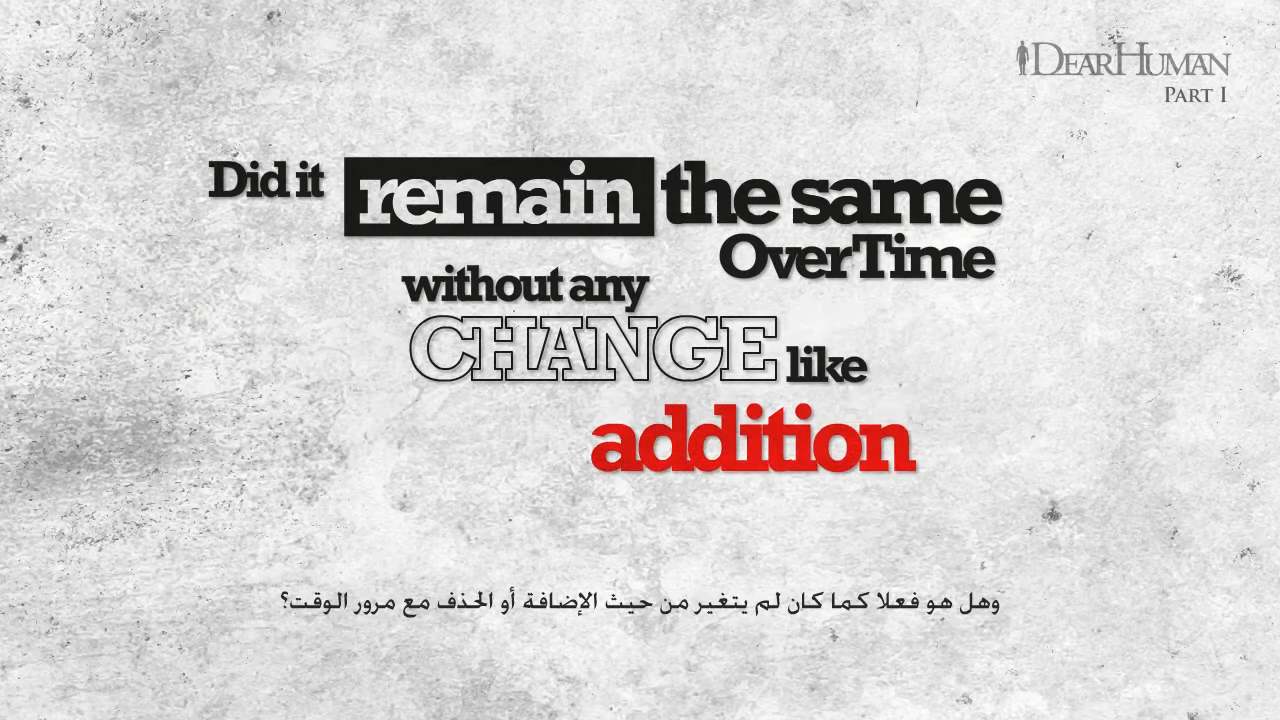 DEARHUMAN
PART I
Did it remain the same
OverTime
without any
CHANGE like
addition
وهل هو فعلا كما كان لم يتغير من حيث الإضافة أو الحذف مع مرور الوقت؟